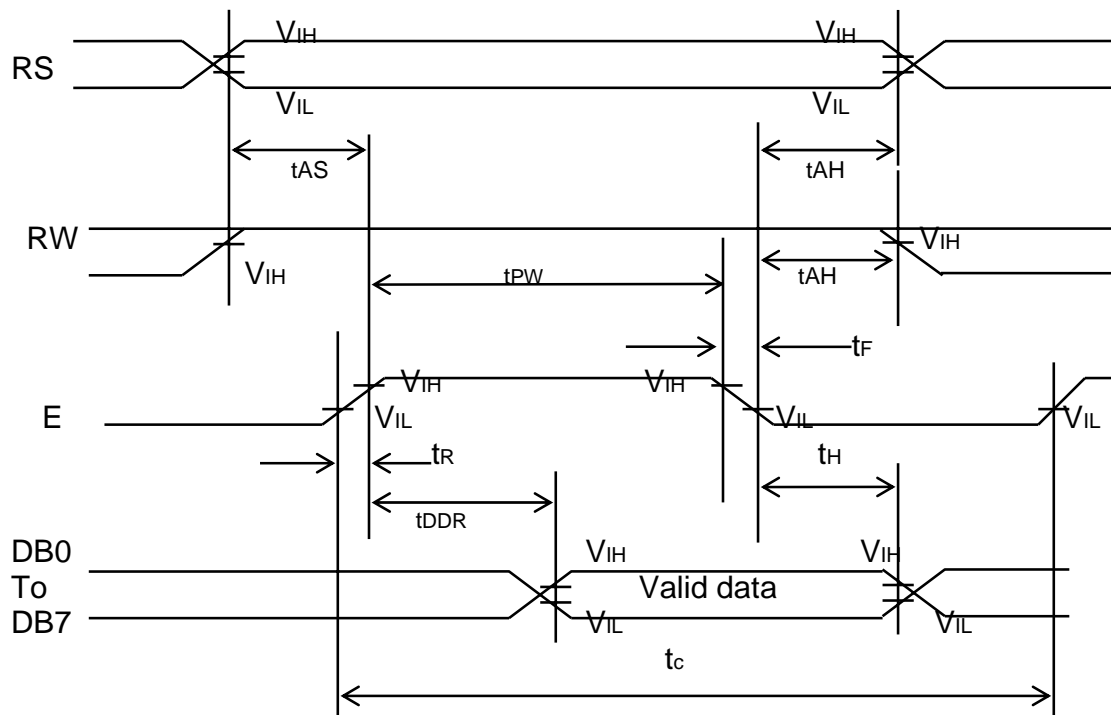 VIH VIH
RS
VIL VIL
tAS tAH
RW VIH
VIH tPW tAH
tF
VIH VIH
E VIL VIL VIL
tR tH
tDDR
DB0 VIH VIH
To Valid data
DB7 VIL VIL
tc